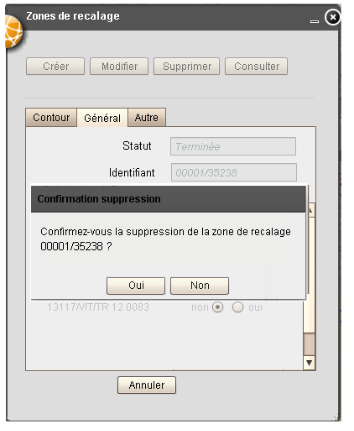 Zones de recalage
Créer Modifier Supprimer Consulter
Contour Général Autre
Statut Terminée
Identifiant 00001/35238
Confirmation suppression
Confirmez-vous la suppression de la zone de recalage
00001/35238 ?
Oui Non
13117/VIT/TR 12.0083 non oui
Annuler